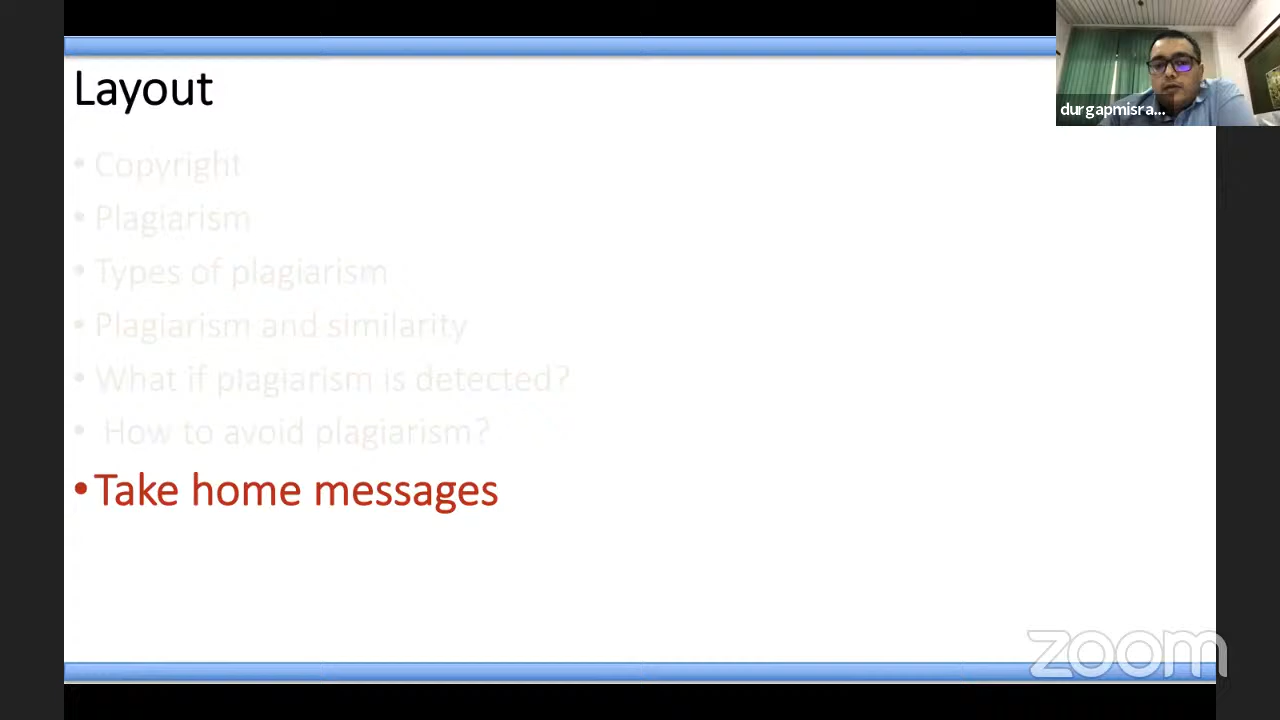 Layout
durgapmisra...
• Copyright
• Plagiarism
• Types of plagiarism
• Plagiarism and similarity
• What if plagiarism is detected?
• How to avoid plagiarism?
• Take home messages
zoom